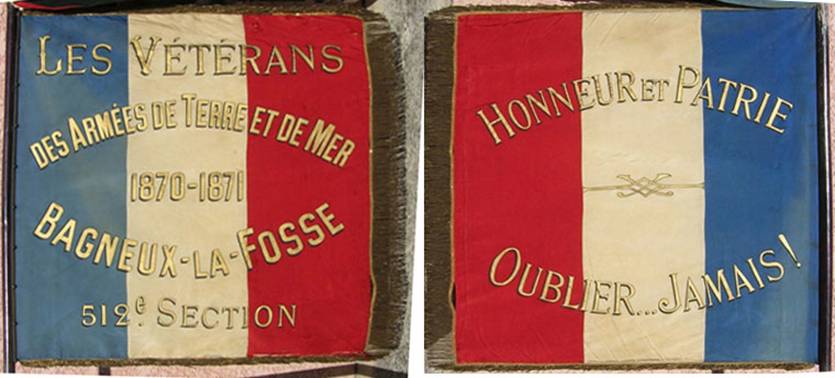 LES VÉTÉRANS
DES ARMÉES DE TERRE ET DE MER
1870-1871
BAGNEUX-LA-FOSSE
512e SECTION
HONNEUR ET PATRIE
OUBLIER...JAMAIS!